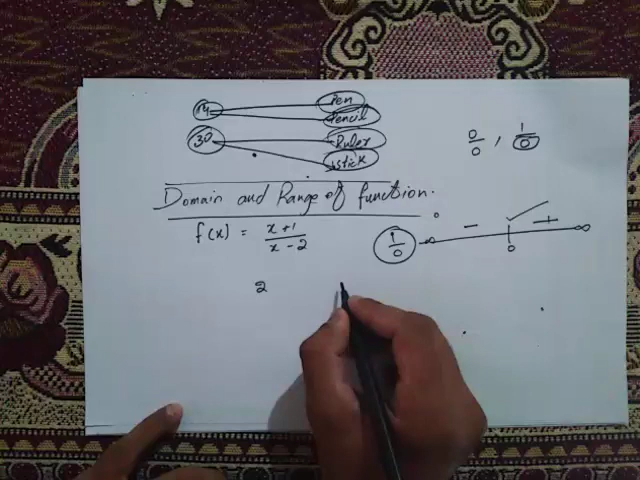 14 Pen
Pencil
30 Ruler
stick
0/0 , 1/0
Domain and Range of function.
f(x) = x+1 / x-2
1/0 -∞ - 0 + ∞
2